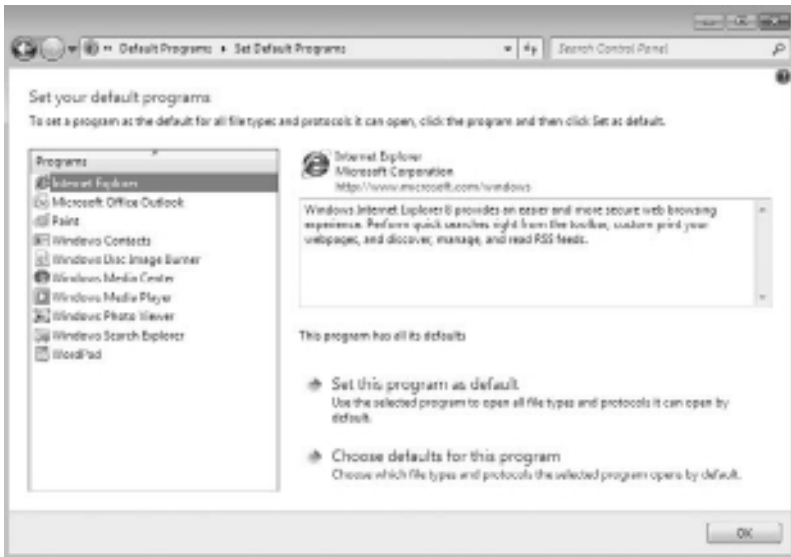 Default Programs ▸ Set Default Programs
Search Control Panel
Set your default programs
To set a program as the default for all file types and protocols it can open, click the program and then click Set as default.
Programs
Internet Explorer
Microsoft Office Outlook
Paint
Windows Contacts
Windows Disc Image Burner
Windows Media Center
Windows Media Player
Windows Photo Viewer
Windows Search Explorer
WordPad
Internet Explorer
Microsoft Corporation
http://www.microsoft.com/windows
Windows Internet Explorer 8 provides an easier and more secure web browsing
experience. Perform quick searches right from the toolbar, custom print your
webpages, and discover, manage, and read RSS feeds.
This program has all its defaults
Set this program as default
Use the selected program to open all file types and protocols it can open by
default.
Choose defaults for this program
Choose which file types and protocols the selected program opens by default.
OK